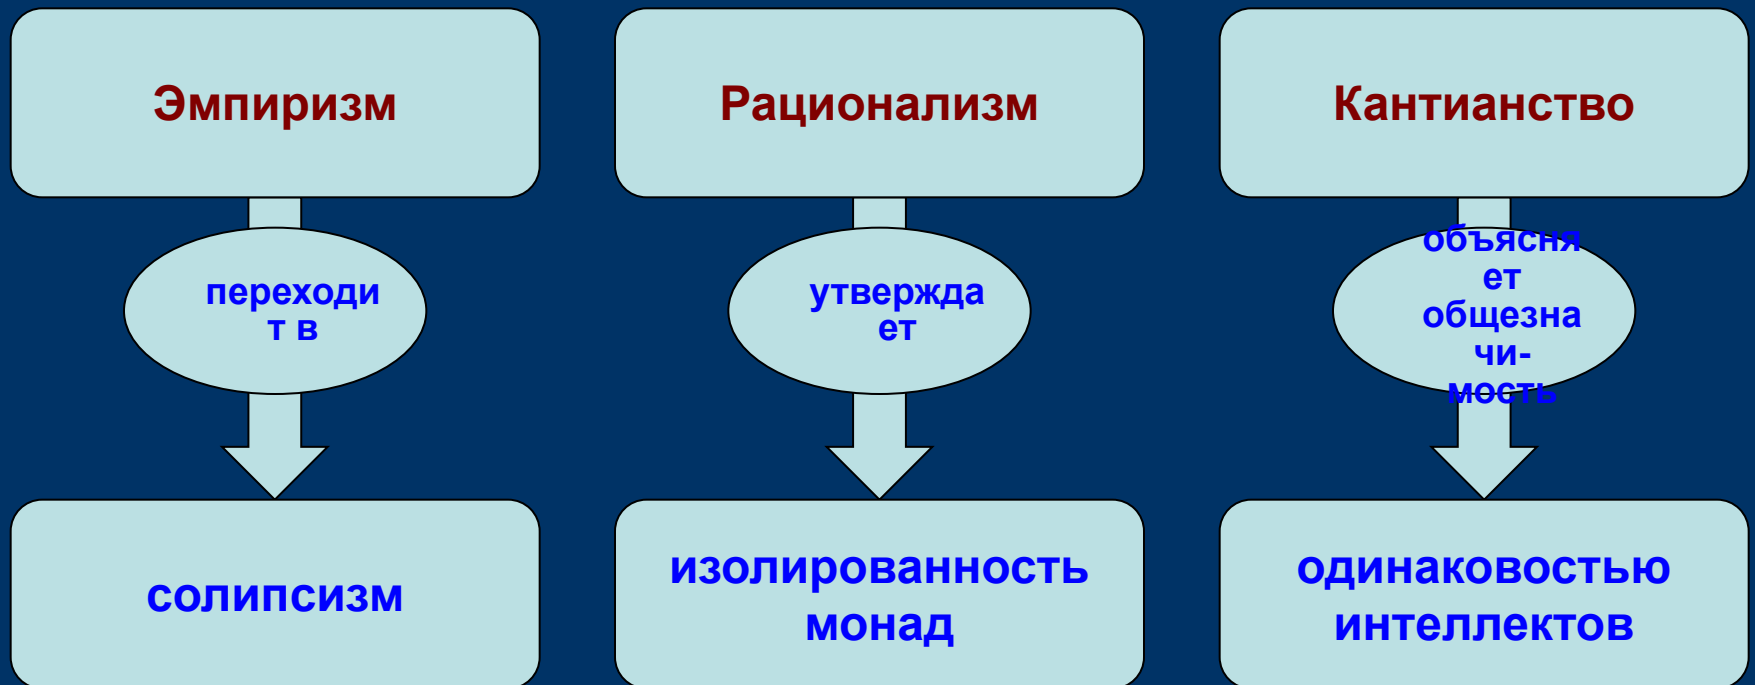 Эмпиризм
Рационализм
Кантианство
переходи
т в
утвержда
ет
объясня
ет
общезна
чи-
мость
солипсизм
изолированность
монад
одинаковостью
интеллектов